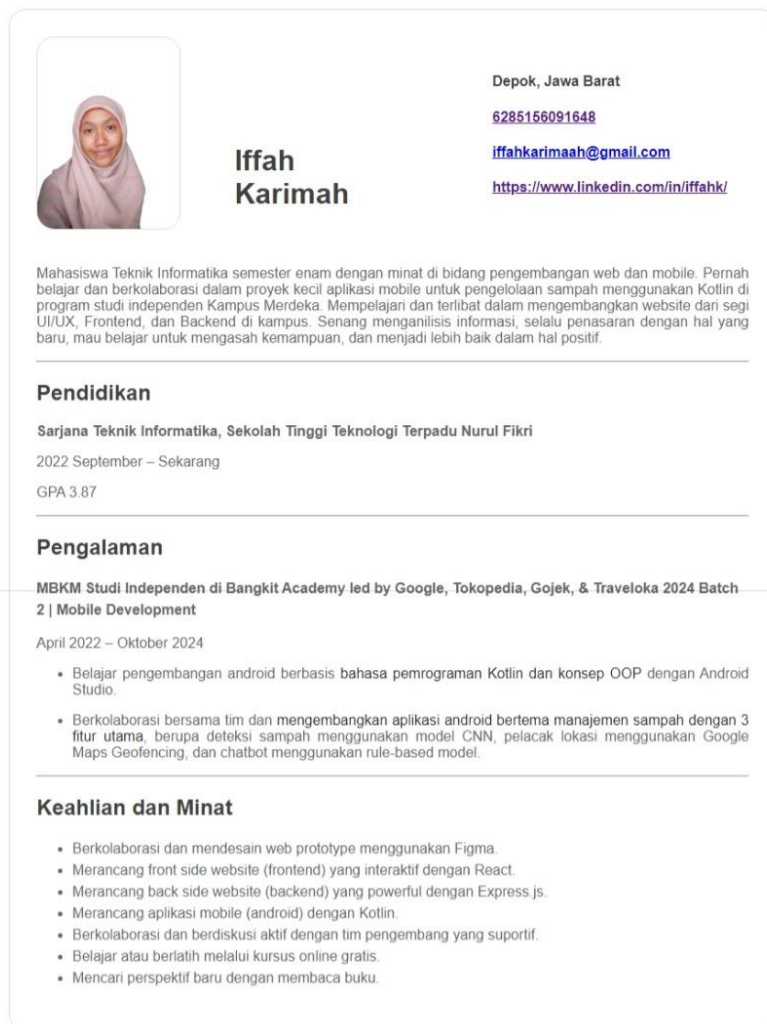 Iffah
Karimah
Depok, Jawa Barat
6285156091648
iffahkarimaah@gmail.com
https://www.linkedin.com/in/iffahk/
Mahasiswa Teknik Informatika semester enam dengan minat di bidang pengembangan web dan mobile. Pernah
belajar dan berkolaborasi dalam proyek kecil aplikasi mobile untuk pengelolaan sampah menggunakan Kotlin di
program studi independen Kampus Merdeka. Mempelajari dan terlibat dalam mengembangkan website dari segi
UI/UX, Frontend, dan Backend di kampus. Senang menganilisis informasi, selalu penasaran dengan hal yang
baru, mau belajar untuk mengasah kemampuan, dan menjadi lebih baik dalam hal positif.
Pendidikan
Sarjana Teknik Informatika, Sekolah Tinggi Teknologi Terpadu Nurul Fikri
2022 September – Sekarang
GPA 3.87
Pengalaman
MBKM Studi Independen di Bangkit Academy led by Google, Tokopedia, Gojek, & Traveloka 2024 Batch
2 | Mobile Development
April 2022 – Oktober 2024
• Belajar pengembangan android berbasis bahasa pemrograman Kotlin dan konsep OOP dengan Android
Studio.
• Berkolaborasi bersama tim dan mengembangkan aplikasi android bertema manajemen sampah dengan 3
fitur utama, berupa deteksi sampah menggunakan model CNN, pelacak lokasi menggunakan Google
Maps Geofencing, dan chatbot menggunakan rule-based model.
Keahlian dan Minat
• Berkolaborasi dan mendesain web prototype menggunakan Figma.
• Merancang front side website (frontend) yang interaktif dengan React.
• Merancang back side website (backend) yang powerful dengan Express.js.
• Merancang aplikasi mobile (android) dengan Kotlin.
• Berkolaborasi dan berdiskusi aktif dengan tim pengembang yang suportif.
• Belajar atau berlatih melalui kursus online gratis.
• Mencari perspektif baru dengan membaca buku.